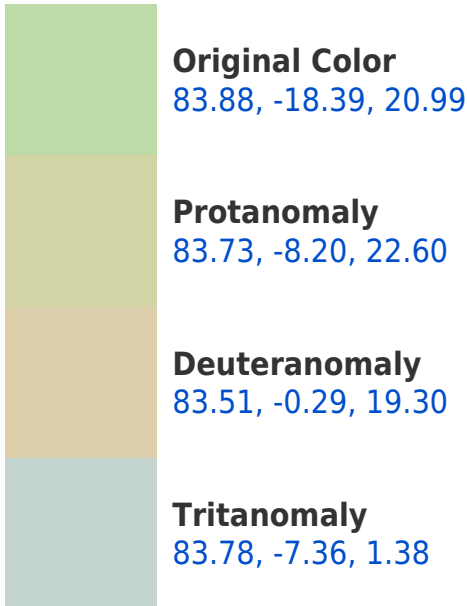 Original Color
83.88, -18.39, 20.99
Protanomaly
83.73, -8.20, 22.60
Deuteranomaly
83.51, -0.29, 19.30
Tritanomaly
83.78, -7.36, 1.38